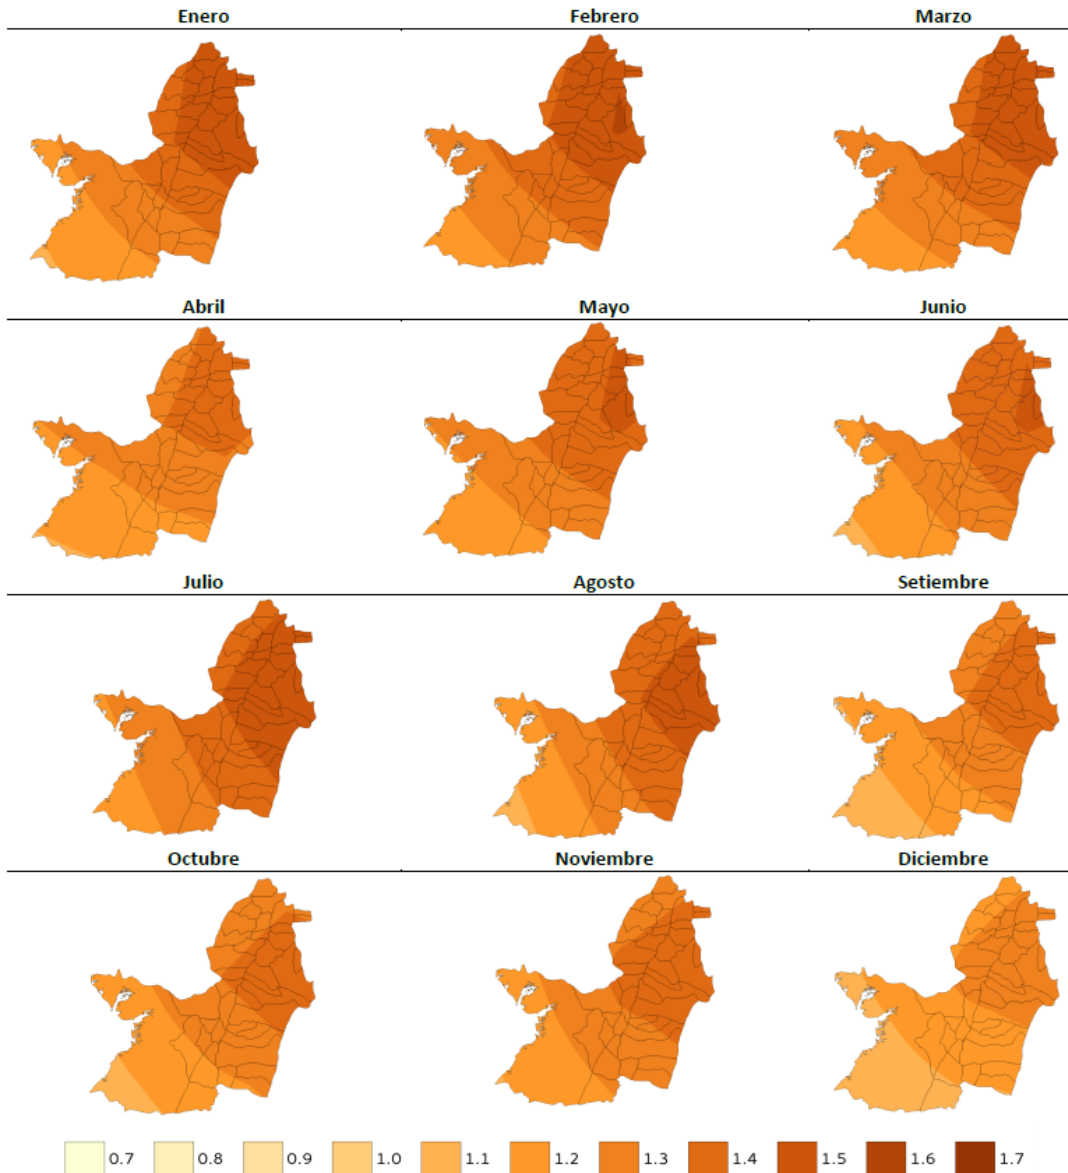 Enero Febrero Marzo
Abril Mayo Junio
Julio Agosto Setiembre
Octubre Noviembre Diciembre
0.7 0.8 0.9 1.0 1.1 1.2 1.3 1.4 1.5 1.6 1.7